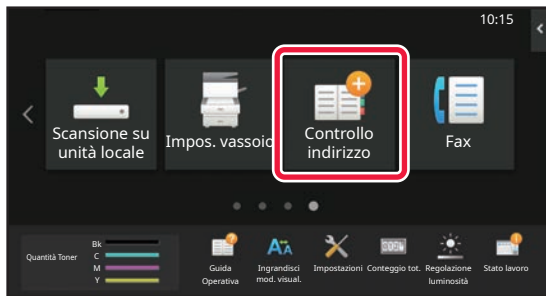 10:15
Scansione su
unità locale
Impos. vassoio
Controllo
indirizzo
Fax
Quantità Toner
Bk
C
M
Y
Guida
Operativa
Ingrandisci
mod. visual.
Impostazioni
Conteggio tot.
Regolazione
luminosità
Stato lavoro